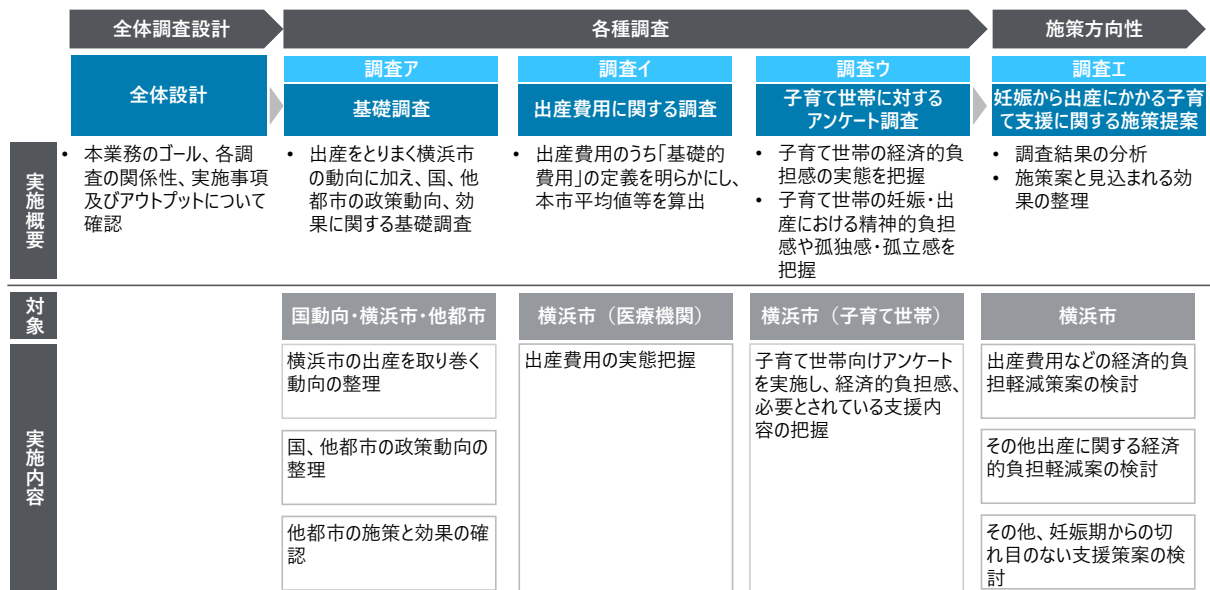 全体調査設計
各種調査
施策方向性
全体設計
調査ア
基礎調査
調査イ
出産費用に関する調査
調査ウ
子育て世帯に対する
アンケート調査
調査エ
妊娠から出産にかかる子育
て支援に関する施策提案
実施概要
• 本業務のゴール、各調
査の関係性、実施事項
及びアウトプットについて
確認
• 出産をとりまく横浜市
の動向に加え、国、他
都市の政策動向、効
果に関する基礎調査
• 出産費用のうち「基礎的
費用」の定義を明らかにし、
本市平均値等を算出
• 子育て世帯の経済的負
担感の実態を把握
• 子育て世帯の妊娠・出
産における精神的負担
感や孤独感・孤立感を
把握
• 調査結果の分析
• 施策案と見込まれる効
果の整理
対象
国動向・横浜市・他都市
横浜市（医療機関）
横浜市（子育て世帯）
横浜市
実施内容
横浜市の出産を取り巻く
動向の整理
国、他都市の政策動向の
整理
他都市の施策と効果の確
認
出産費用の実態把握
子育て世帯向けアンケート
を実施し、経済的負担感、
必要とされている支援内
容の把握
出産費用などの経済的負
担軽減策案の検討
その他出産に関する経済
的負担軽減案の検討
その他、妊娠期からの切
れ目のない支援策案の検
討